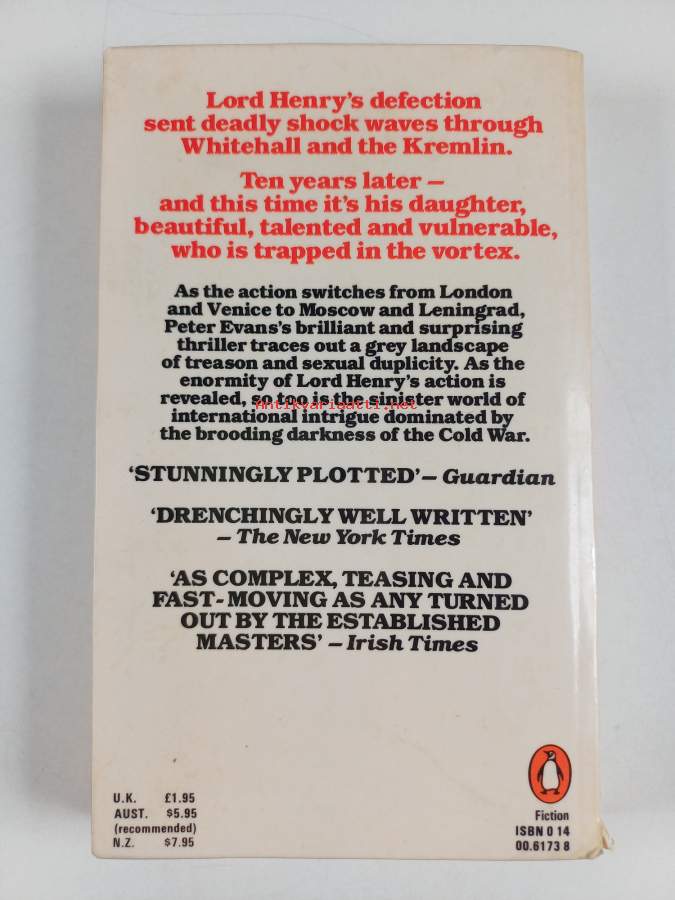 Lord Henry's defection
sent deadly shock waves through
Whitehall and the Kremlin.
Ten years later –
and this time it's his daughter,
beautiful, talented and vulnerable,
who is trapped in the vortex.
As the action switches from London
and Venice to Moscow and Leningrad,
Peter Evans's brilliant and surprising
thriller traces out a grey landscape
of treason and sexual duplicity. As the
enormity of Lord Henry's action is
revealed, so too is the sinister world of
Antikvariaatti.net
international intrigue dominated by
the brooding darkness of the Cold War.
'STUNNINGLY PLOTTED' – Guardian
'DRENCHINGLY WELL WRITTEN'
– The New York Times
'AS COMPLEX, TEASING AND
FAST-MOVING AS ANY TURNED
OUT BY THE ESTABLISHED
MASTERS' – Irish Times
U.K. £1.95
AUST. $5.95
(recommended)
N.Z. $7.95
Fiction
ISBN 0 14
00.6173 8